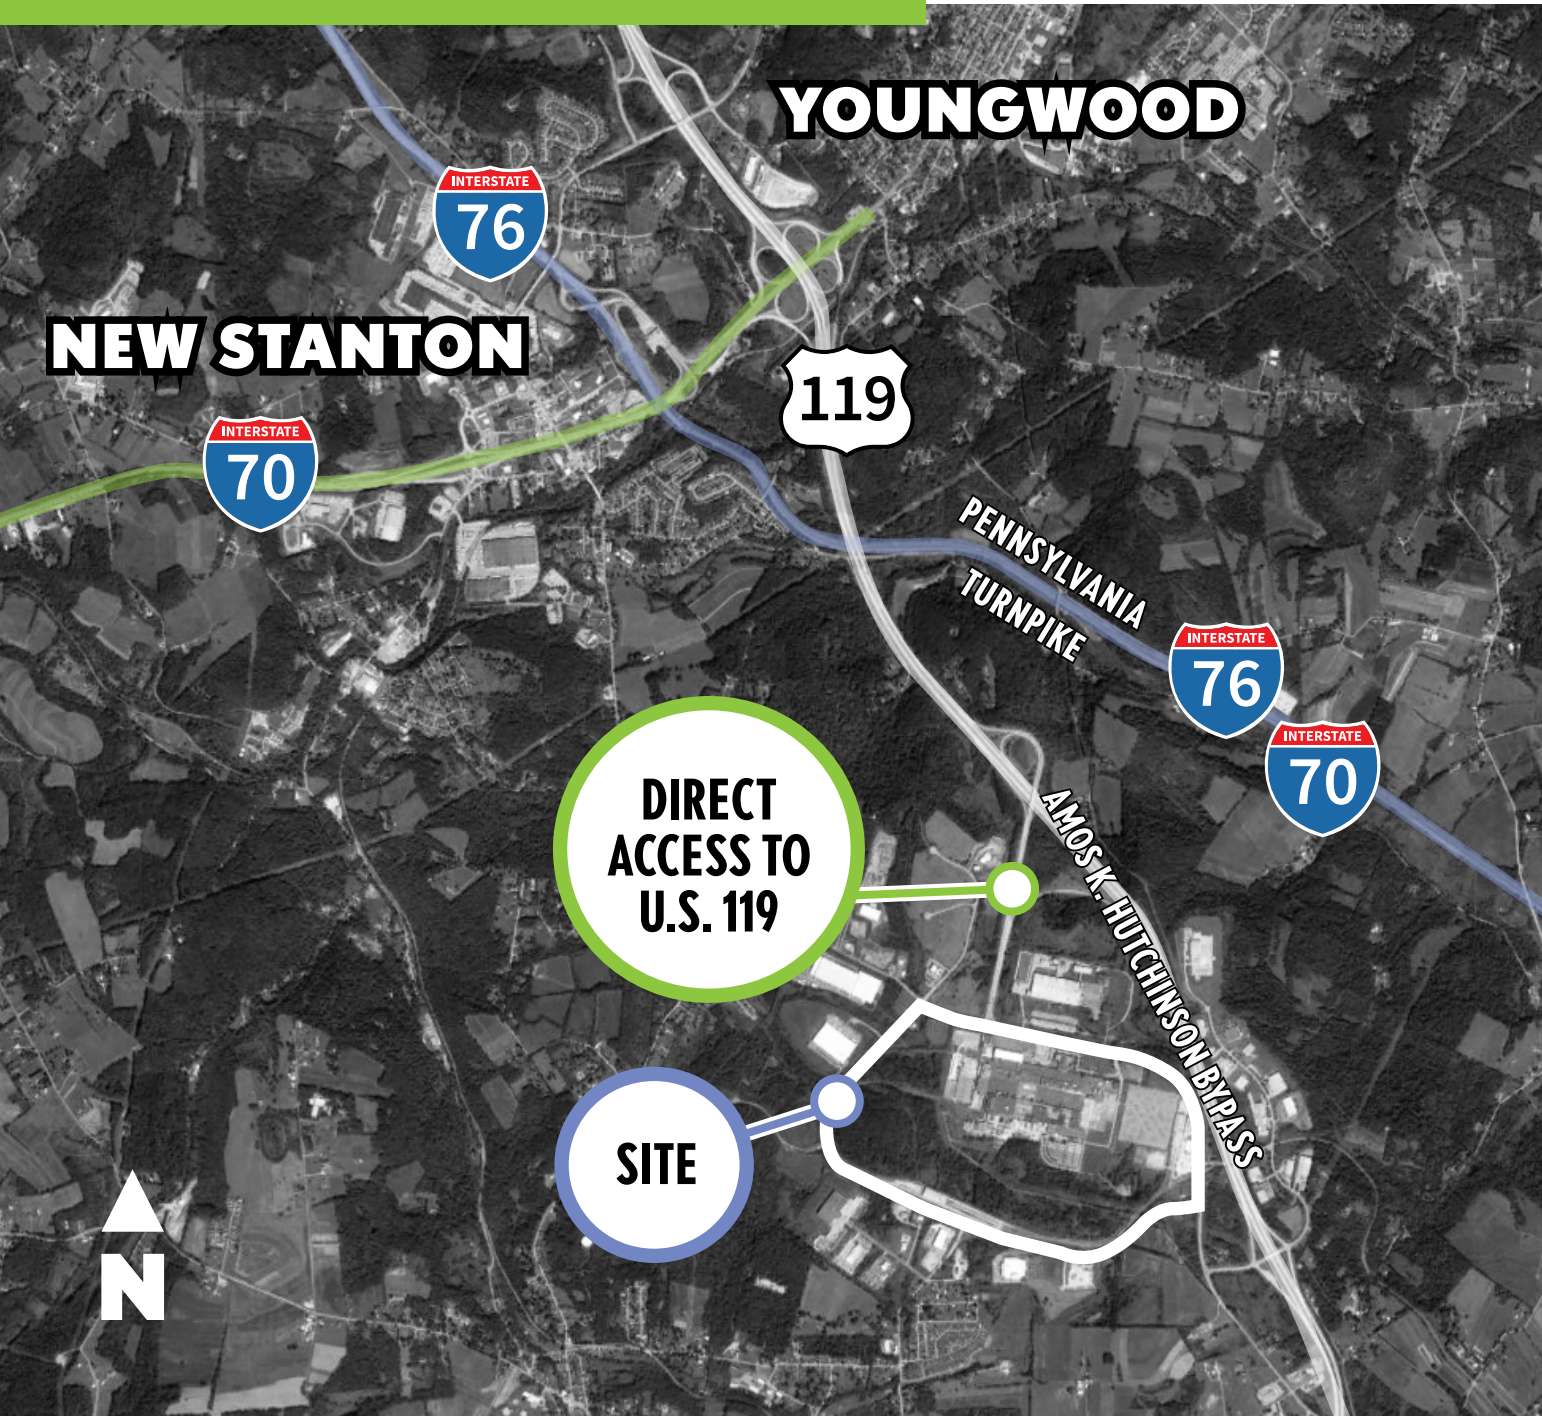 YOUNGWOOD
INTERSTATE
76
NEW STANTON
119
INTERSTATE
70
PENNSYLVANIA
TURNPIKE
INTERSTATE
76
INTERSTATE
70
DIRECT
ACCESS TO
U.S. 119
AMOS K. HUTCHINSON BYPASS
SITE
N